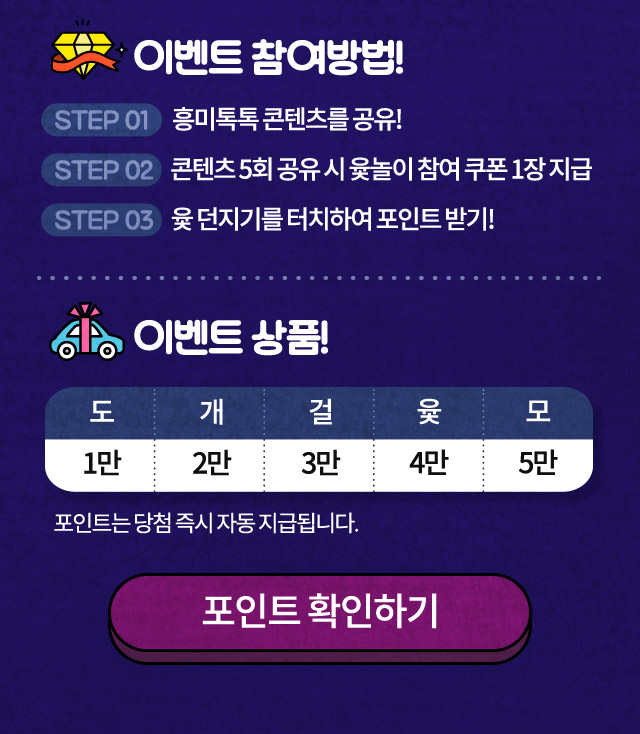 이벤트 참여방법!
STEP 01 흥미톡톡 콘텐츠를 공유!
STEP 02 콘텐츠 5회 공유 시 윷놀이 참여 쿠폰 1장 지급
STEP 03 윷 던지기를 터치하여 포인트 받기!
이벤트 상품!
도 개 걸 윷 모
1만 2만 3만 4만 5만
포인트는 당첨 즉시 자동 지급됩니다.
포인트 확인하기